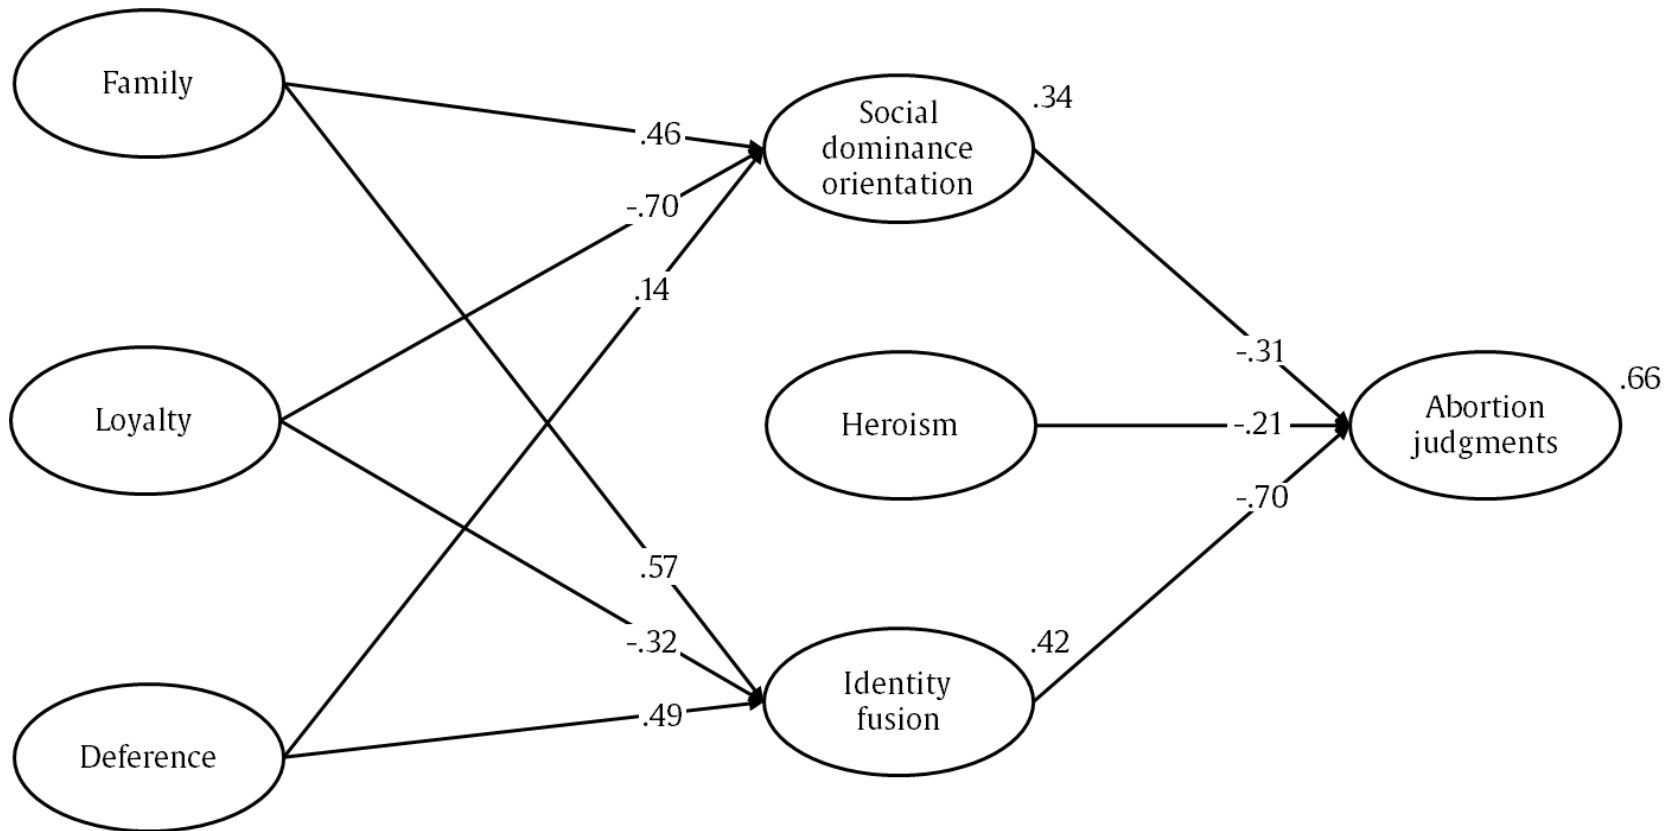 Family
Loyalty
Deference
.46
-.70
.14
.57
-.32
.49
Social
dominance
orientation
.34
Heroism
Identity
fusion
.42
-.31
-.21
-.70
Abortion
judgments
.66